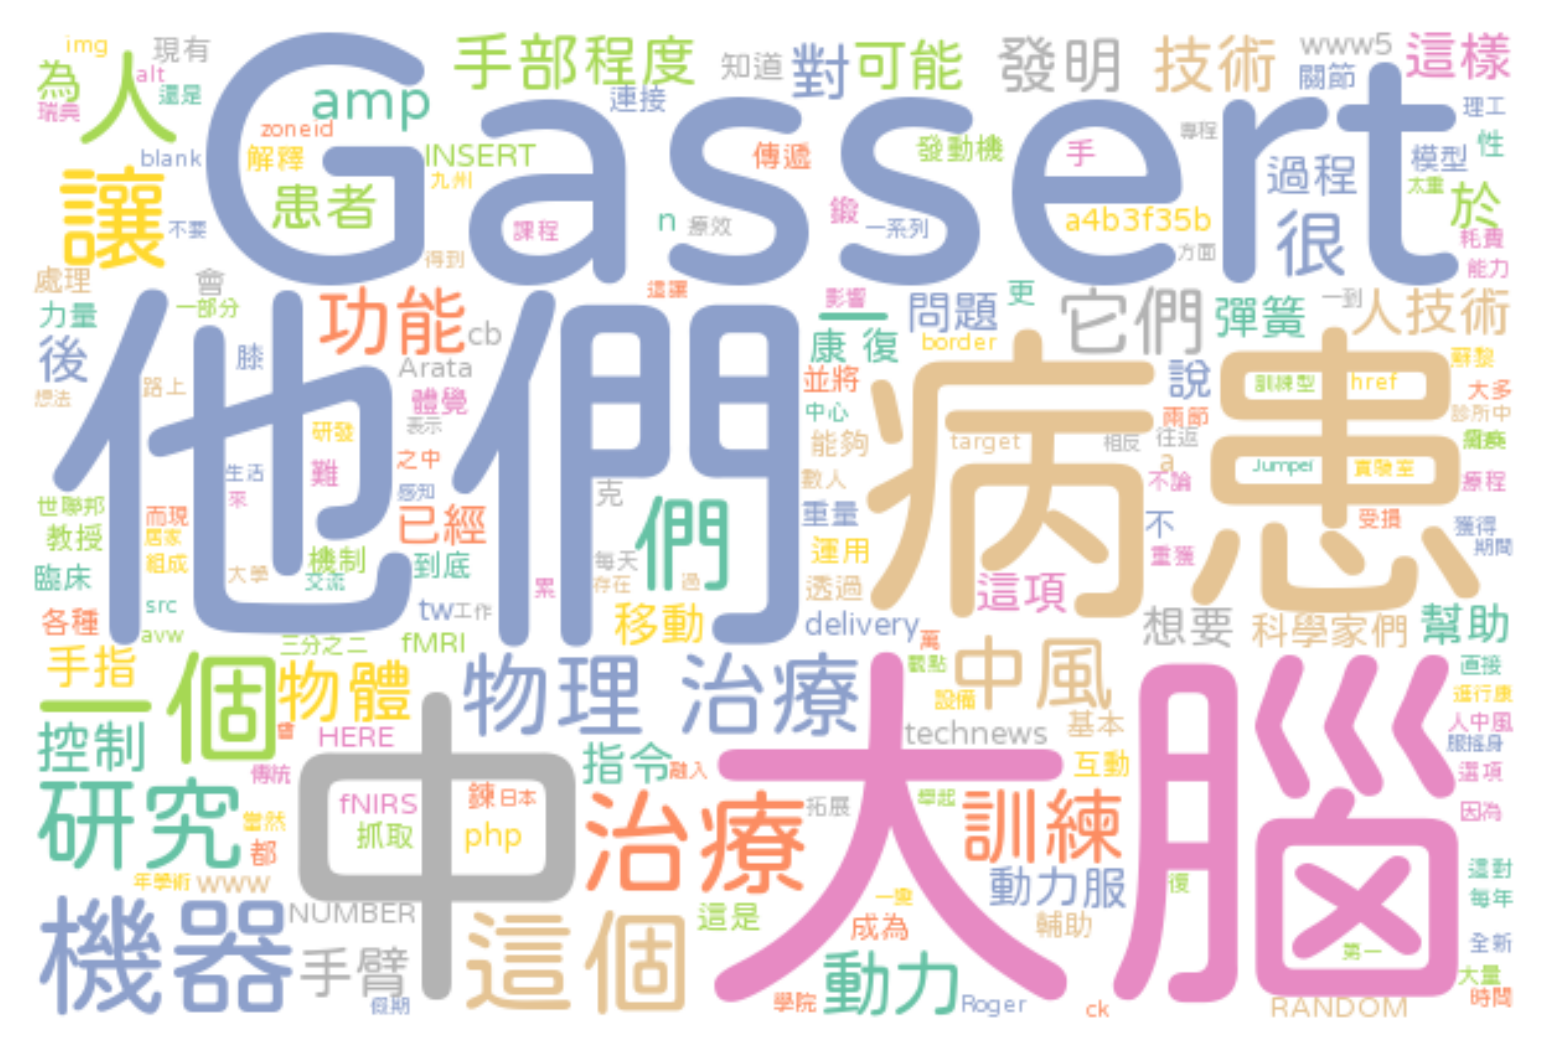 img
現有
手部程度
知道
對
可能
發明
技術
www5
這樣
為
人
alt
還是
瑞典
amp
連接
關節
理工
Gassert
zoneid
blank
解釋
INSERT
九州
傳遞
發動機
手
專程
過程
模型
性
太重
於
讓
不要
患者
課程
n
療效
鍛
一系列
a4b3f35b
很
方面
耗費
能力
處理
會
得到
這讓
影響
更
一到
力量
一部分
功能
cb
一
問題
它們
彈簧
人技術
後
膝
Arata
康 復
border
他們
病患
說
蘇黎
路上
想法
體覺
並將
訓練型
href
大多
表示
中心
兩節
診所中
研發
能夠
target
相反
往返
癱瘓
生活
難
之中
a
Jumpei
實驗室
來
感知
克
數人
不論
療程
世聯邦
而現
已經
們
重量
不
受損
獲得
教授
居家
組成
機制
到底
每天
運用
重獲
期間
臨床
大學
交流
累
存在
過
透過
這項
各種
src
tw
工作
移動
delivery
想要
科學家們
幫助
avw
三分之二
fMRI
萬
手指
一個
物體
物理 治療
觀點
中風
直接
設備
進行康
控制
會
HERE
technews
基本
人中風
服搖身
傳統
中
指令
融入
大腦
互動
選項
研究
fNIRS
鍊
日本
治療
拓展
舉起
訓練
因為
當然
抓取
php
都
年學術
www
動力服
復
這對
機器
NUMBER
一變
每年
手臂
這個
這是
成為
輔助
全新
第一
動力
大量
假期
學院
Roger
ck
RANDOM
時間